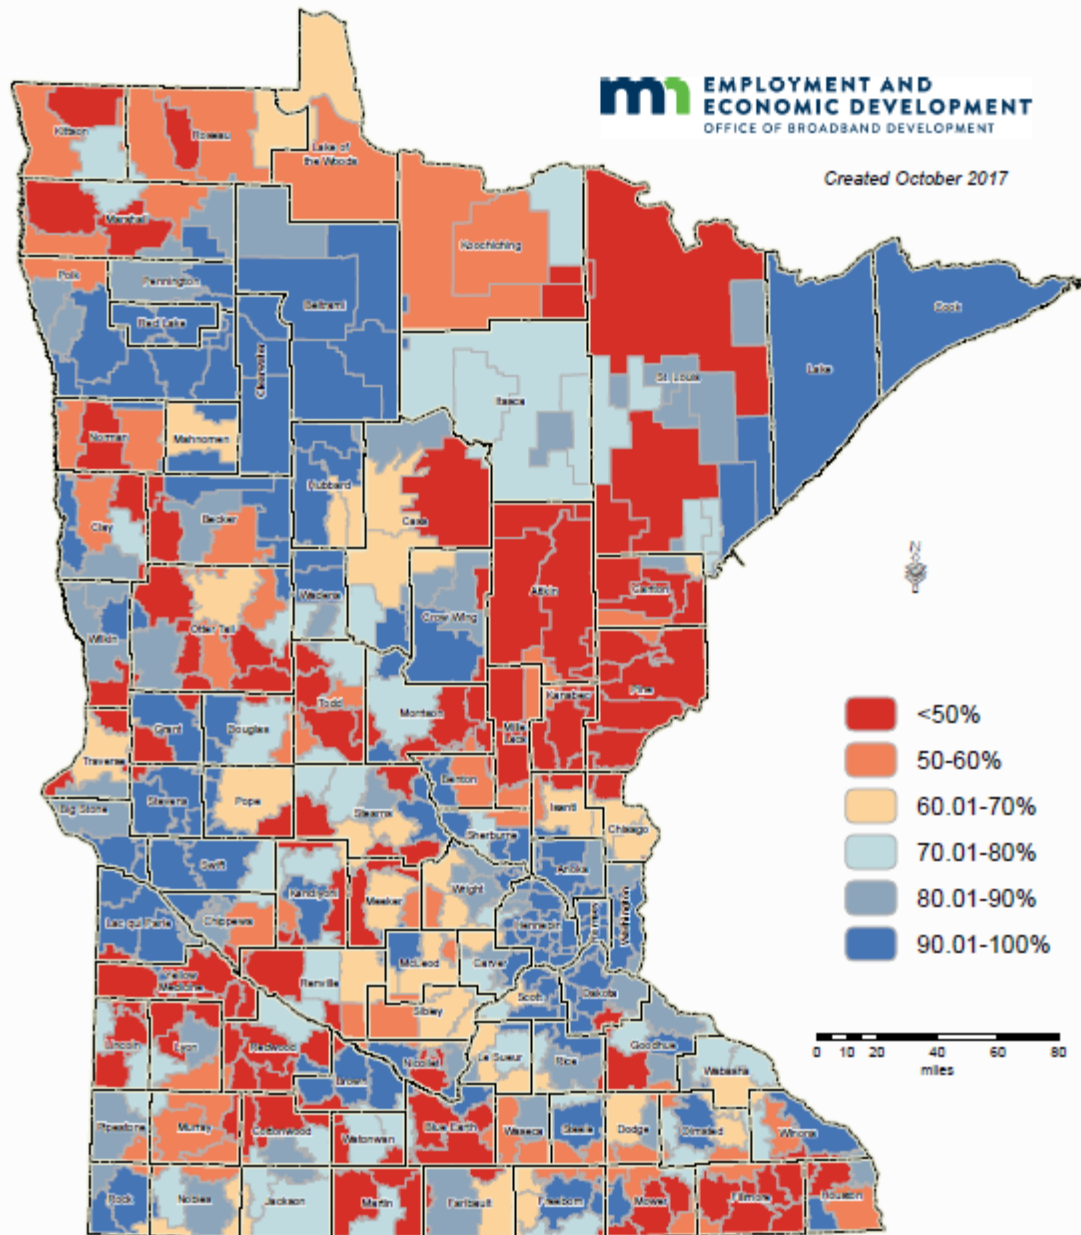 EMPLOYMENT AND
ECONOMIC DEVELOPMENT
OFFICE OF BROADBAND DEVELOPMENT
Created October 2017
Kittson
Roseau
Lake of
the Woods
Marshall
Koochiching
Polk
Pennington
Red Lake
Beltrami
Clearwater
Cook
Lake
St. Louis
Itasca
Norman
Mahnomen
Hubbard
Cass
Clay
Becker
N
Wadena
Aitkin
Carlton
Crow Wing
Wilkin
Otter Tail
Todd
Morrison
Kanabec
Pine
Mille
Lacs
Grant
Douglas
Traverse
Benton
Big Stone
Stevens
Pope
Stearns
Isanti
Chisago
Sherburne
Swift
Anoka
Kandiyohi
Meeker
Wright
Lac qui Parle
Chippewa
Hennepin
Ramsey
Washington
McLeod
Carver
Yellow
Medicine
Renville
Scott
Dakota
Sibley
Lincoln
Lyon
Redwood
Nicollet
Le Sueur
Rice
Goodhue
Wabasha
Brown
Pipestone
Murray
Cottonwood
Watonwan
Blue Earth
Waseca
Steele
Dodge
Olmsted
Winona
Rock
Nobles
Jackson
Martin
Faribault
Freeborn
Mower
Fillmore
Houston
<50%
50-60%
60.01-70%
70.01-80%
80.01-90%
90.01-100%
0 10 20 40 60 80
miles